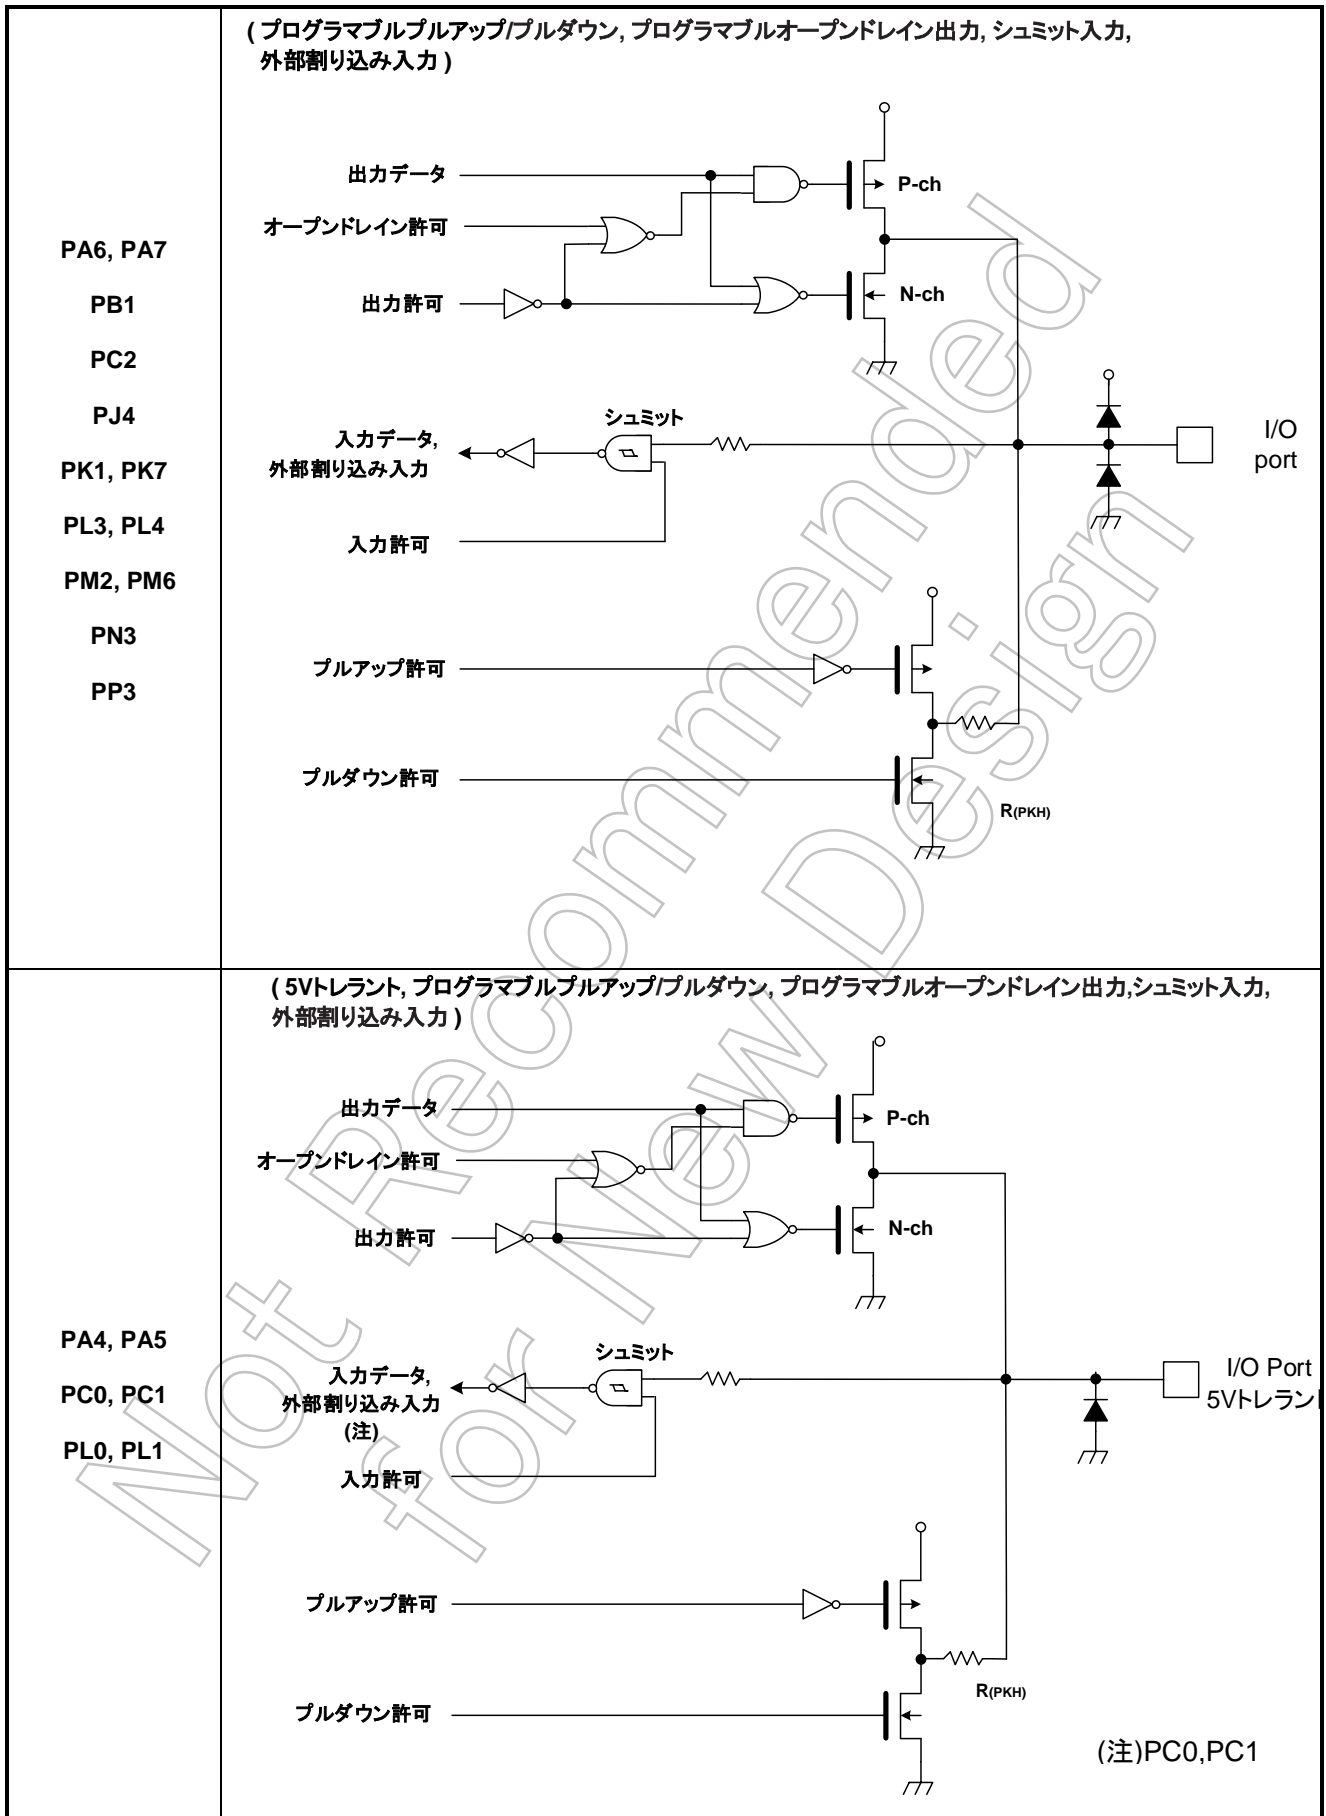 ( プログラマブルプルアップ/プルダウン, プログラマブルオープンドレイン出力, シュミット入力,
外部割り込み入力 )
PA6, PA7
PB1
PC2
PJ4
PK1, PK7
PL3, PL4
PM2, PM6
PN3
PP3
出力データ
オープンドレイン許可
出力許可
P-ch
N-ch
シュミット
入力データ,
外部割り込み入力
入力許可
I/O
port
プルアップ許可
プルダウン許可
R(PKH)
( 5Vトレラント, プログラマブルプルアップ/プルダウン, プログラマブルオープンドレイン出力,シュミット入力,
外部割り込み入力 )
PA4, PA5
PC0, PC1
PL0, PL1
出力データ
オープンドレイン許可
出力許可
P-ch
N-ch
シュミット
入力データ,
外部割り込み入力
(注)
入力許可
I/O Port
5Vトレラント
プルアップ許可
プルダウン許可
R(PKH)
(注)PC0,PC1
Not Recommended
for New Design